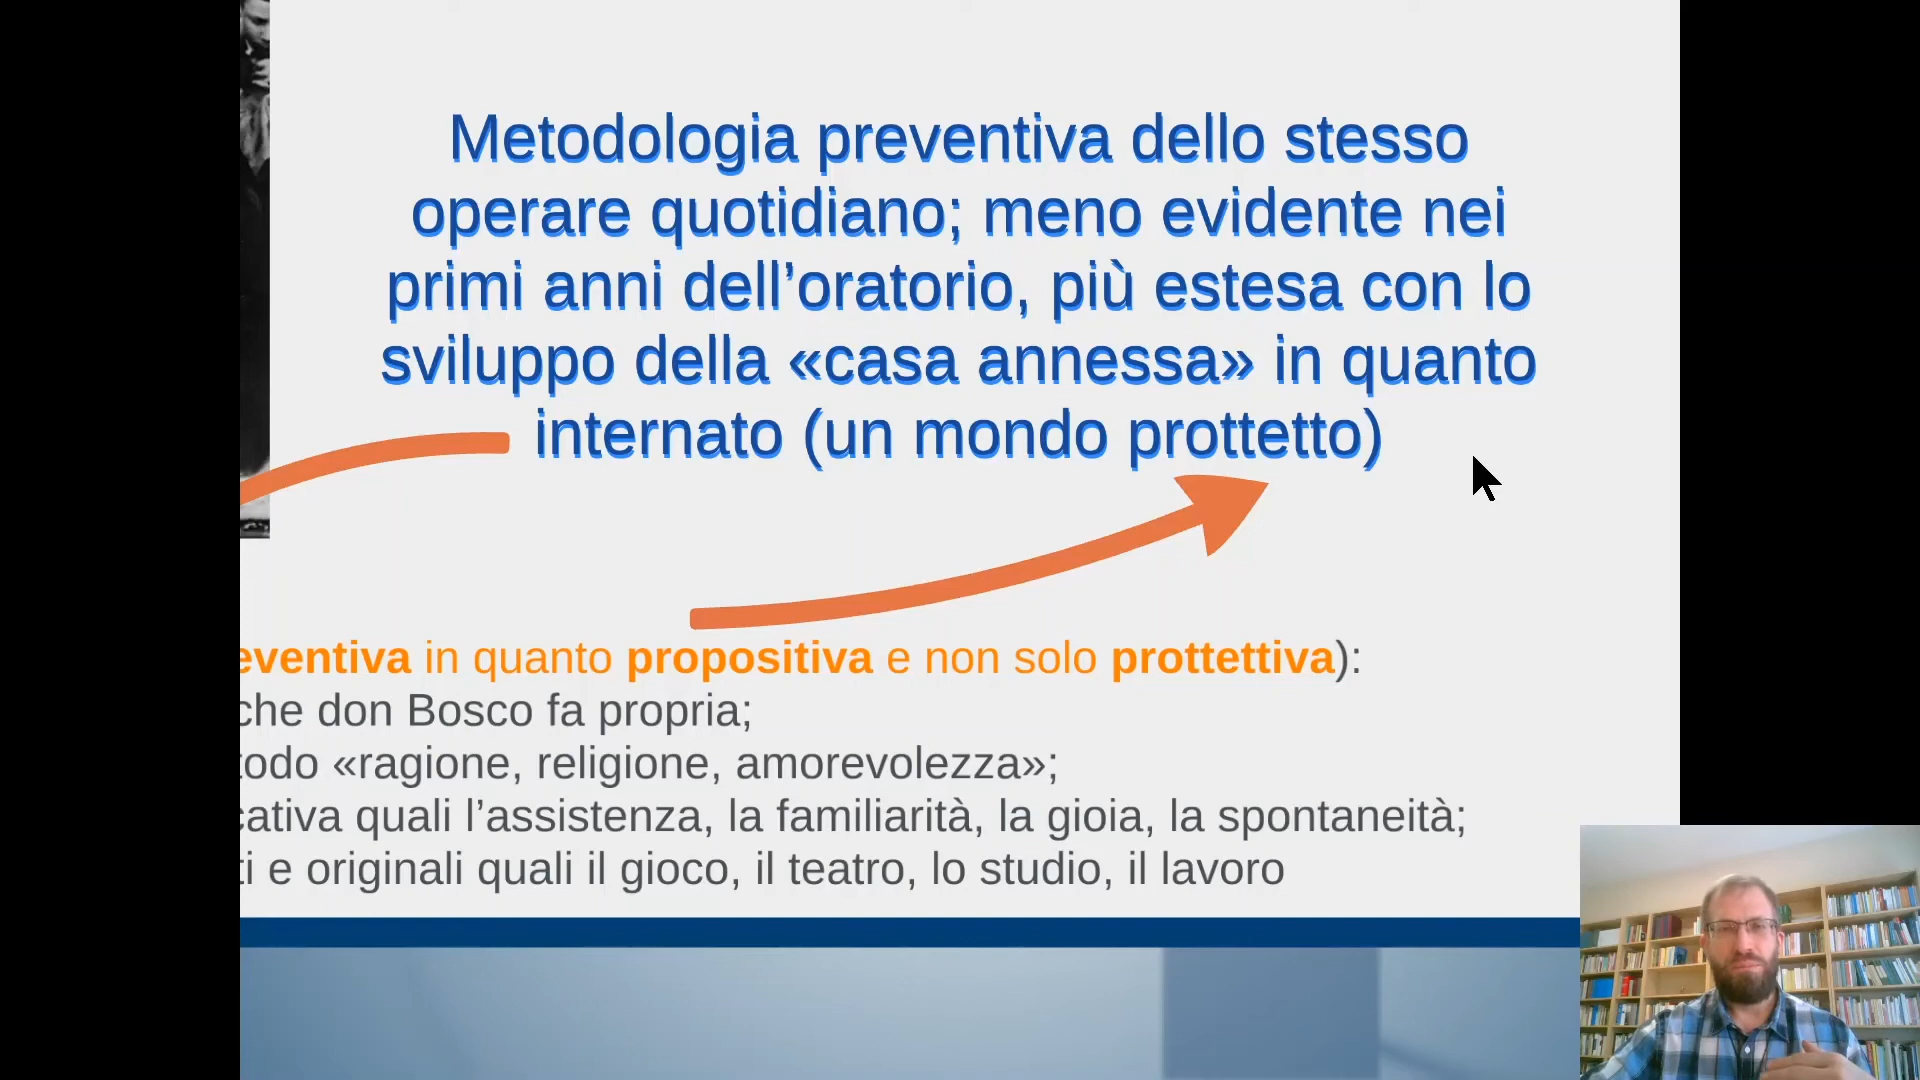 Metodologia preventiva dello stesso
operare quotidiano; meno evidente nei
primi anni dell’oratorio, più estesa con lo
sviluppo della «casa annessa» in quanto
internato (un mondo prottetto)
eventiva in quanto propositiva e non solo prottettiva):
che don Bosco fa propria;
todo «ragione, religione, amorevolezza»;
cativa quali l’assistenza, la familiarità, la gioia, la spontaneità;
ti e originali quali il gioco, il teatro, lo studio, il lavoro